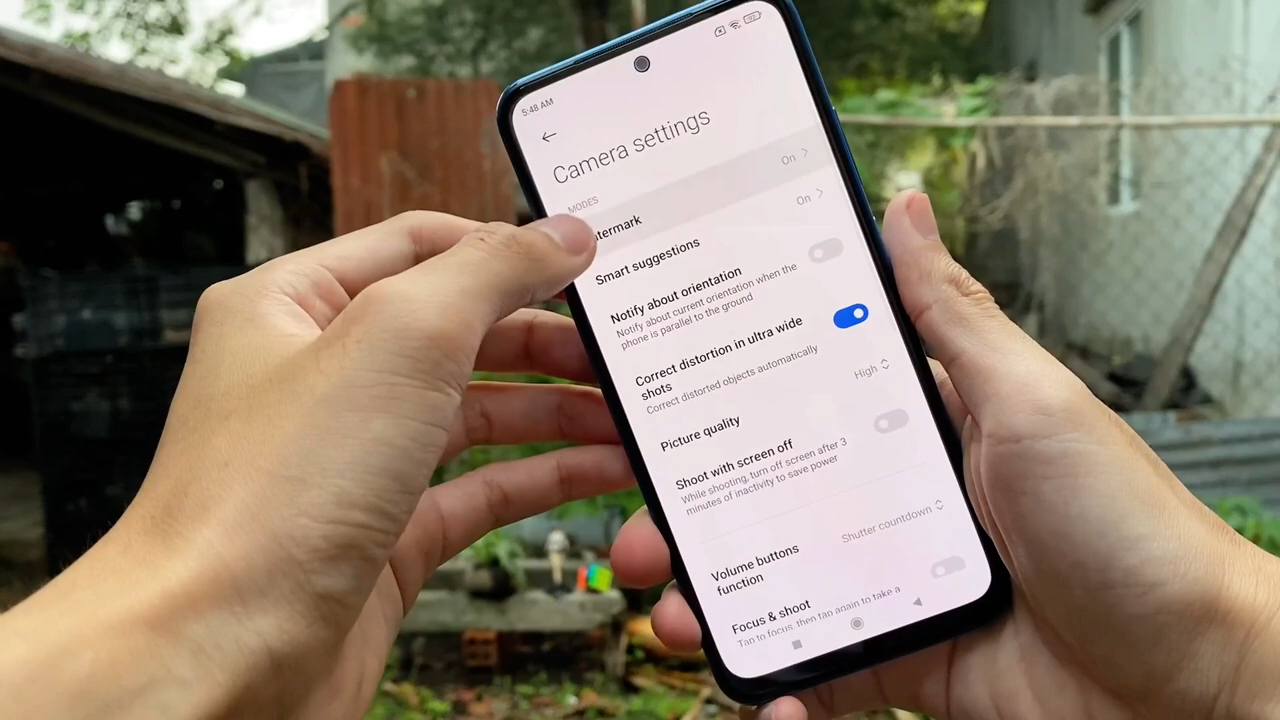 5:48 AM
Camera settings
MODES
termark On
Smart suggestions On
Notify about orientation
Notify about current orientation when the
phone is parallel to the ground
Correct distortion in ultra wide
shots
Correct distorted objects automatically
Picture quality High
Shoot with screen off
While shooting, turn off screen after 3
minutes of inactivity to save power
Volume buttons
function
Shutter countdown
Focus & shoot
Tap to focus, then tap again to take a